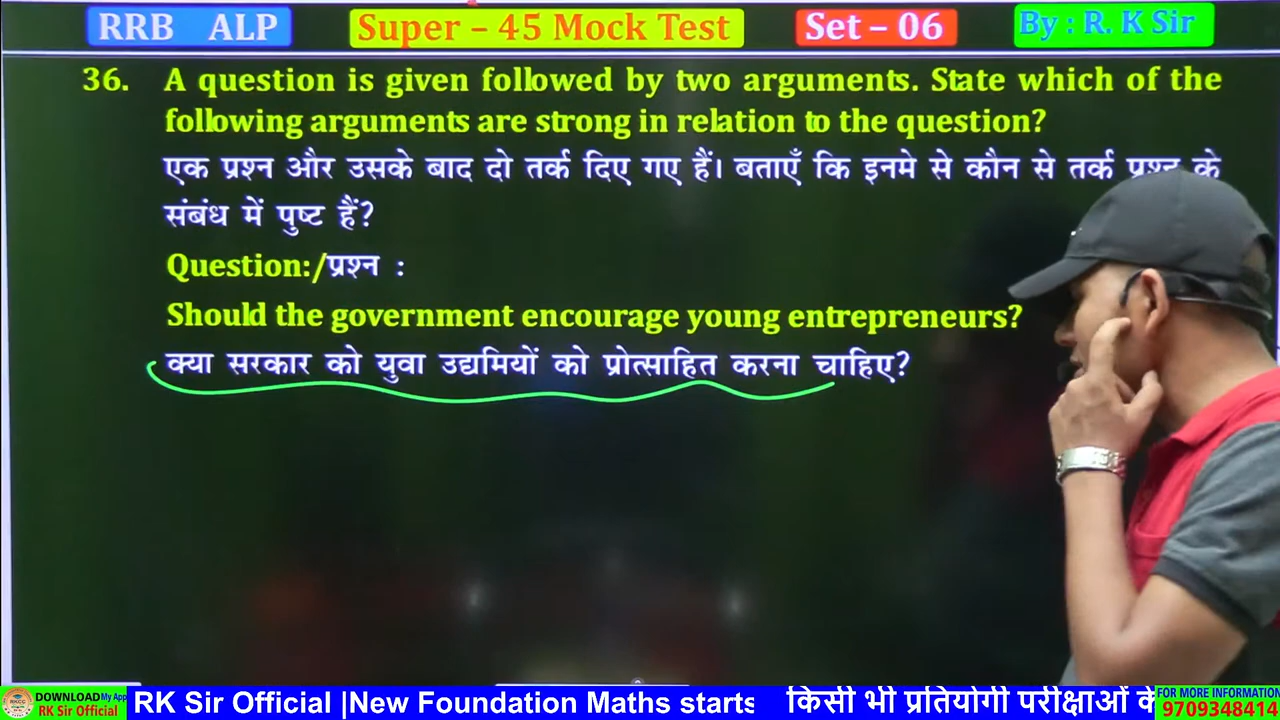 RRB ALP Super – 45 Mock Test Set – 06 By : R. K Sir
36. A question is given followed by two arguments. State which of the
following arguments are strong in relation to the question?
एक प्रश्न और उसके बाद दो तर्क दिए गए हैं। बताएँ कि इनमे से कौन से तर्क प्रश्न के
संबंध में पुष्ट हैं?
Question:/प्रश्न :
Should the government encourage young entrepreneurs?
क्या सरकार को युवा उद्यमियों को प्रोत्साहित करना चाहिए?
DOWNLOAD My App
RK Sir Official
RK Sir Official |New Foundation Maths starts किसी भी प्रतियोगी परीक्षाओं के
FOR MORE INFORMATION
9709348414